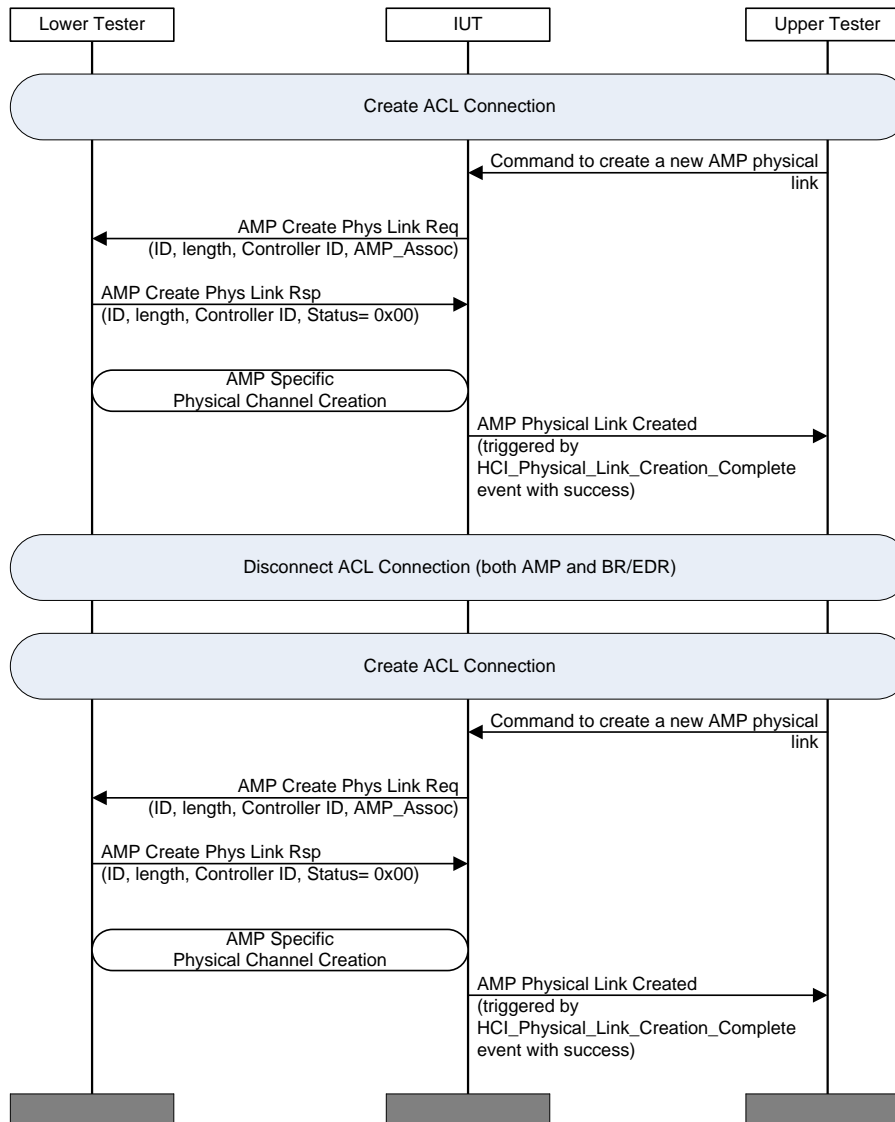 Lower Tester
IUT
Upper Tester
Create ACL Connection
Command to create a new AMP physical
link
AMP Create Phys Link Req
(ID, length, Controller ID, AMP_Assoc)
AMP Create Phys Link Rsp
(ID, length, Controller ID, Status= 0x00)
AMP Specific
Physical Channel Creation
AMP Physical Link Created
(triggered by
HCI_Physical_Link_Creation_Complete
event with success)
Disconnect ACL Connection (both AMP and BR/EDR)
Create ACL Connection
Command to create a new AMP physical
link
AMP Create Phys Link Req
(ID, length, Controller ID, AMP_Assoc)
AMP Create Phys Link Rsp
(ID, length, Controller ID, Status= 0x00)
AMP Specific
Physical Channel Creation
AMP Physical Link Created
(triggered by
HCI_Physical_Link_Creation_Complete
event with success)